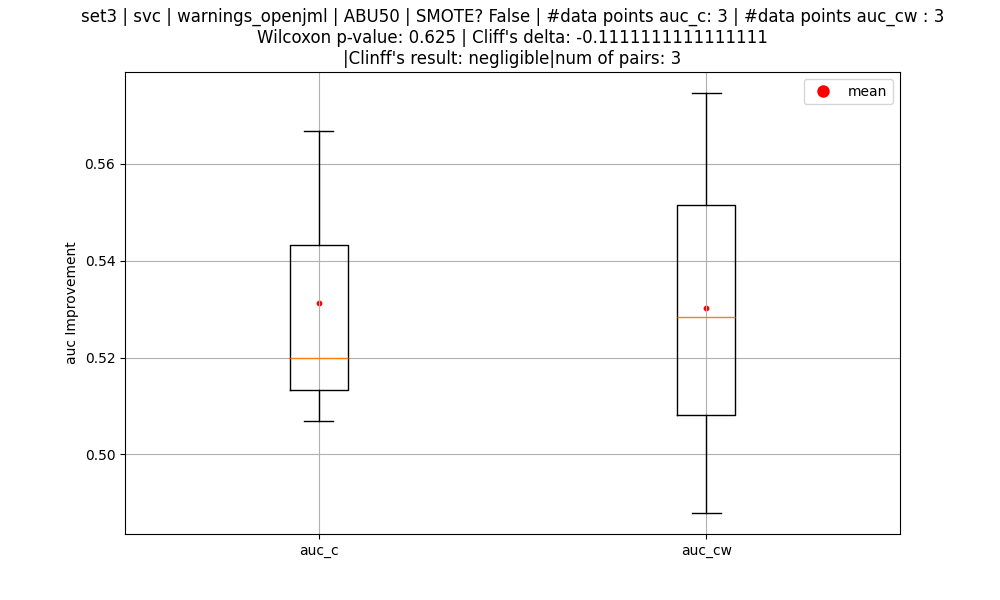 set3 | svc | warnings_openjml | ABU50 | SMOTE? False | #data points auc_c: 3 | #data points auc_cw : 3
Wilcoxon p-value: 0.625 | Cliff's delta: -0.1111111111111111
|Clinff's result: negligible|num of pairs: 3
mean
0.56
0.54
0.52
0.50
auc Improvement
auc_c
auc_cw